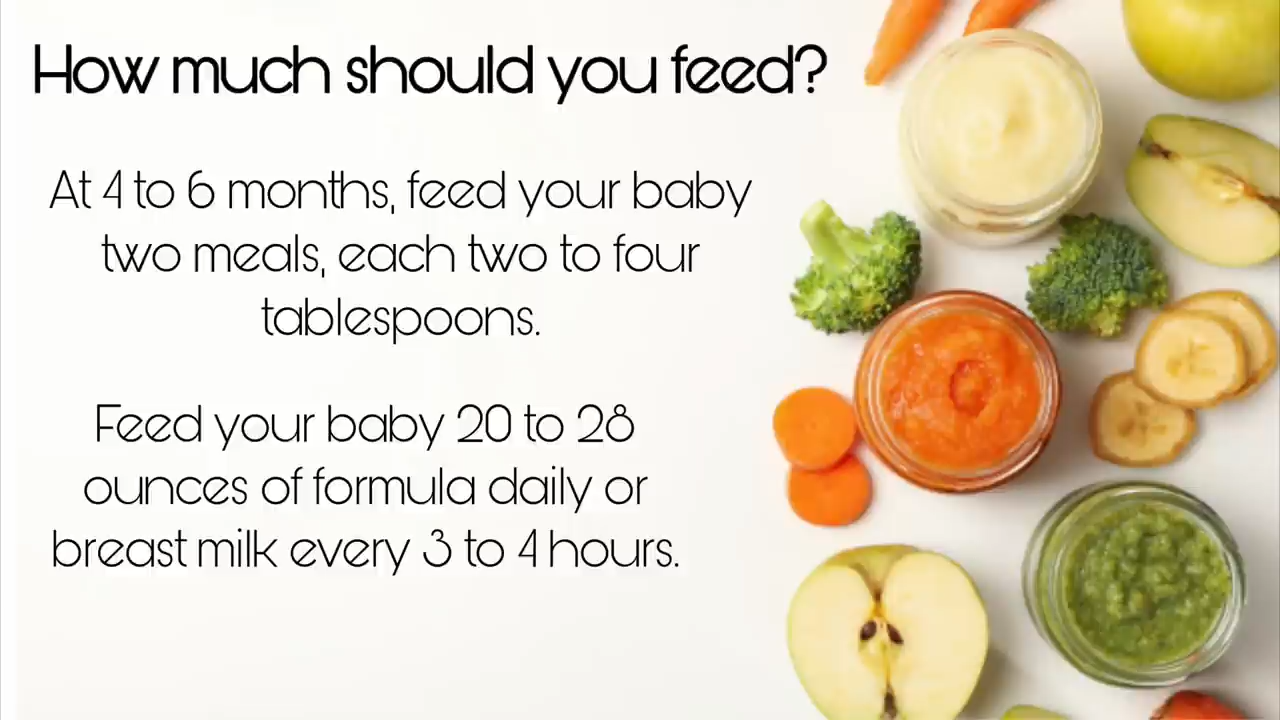 How much should you feed?
At 4 to 6 months, feed your baby
two meals, each two to four
tablespoons.
Feed your baby 20 to 28
ounces of formula daily or
breast milk every 3 to 4 hours.